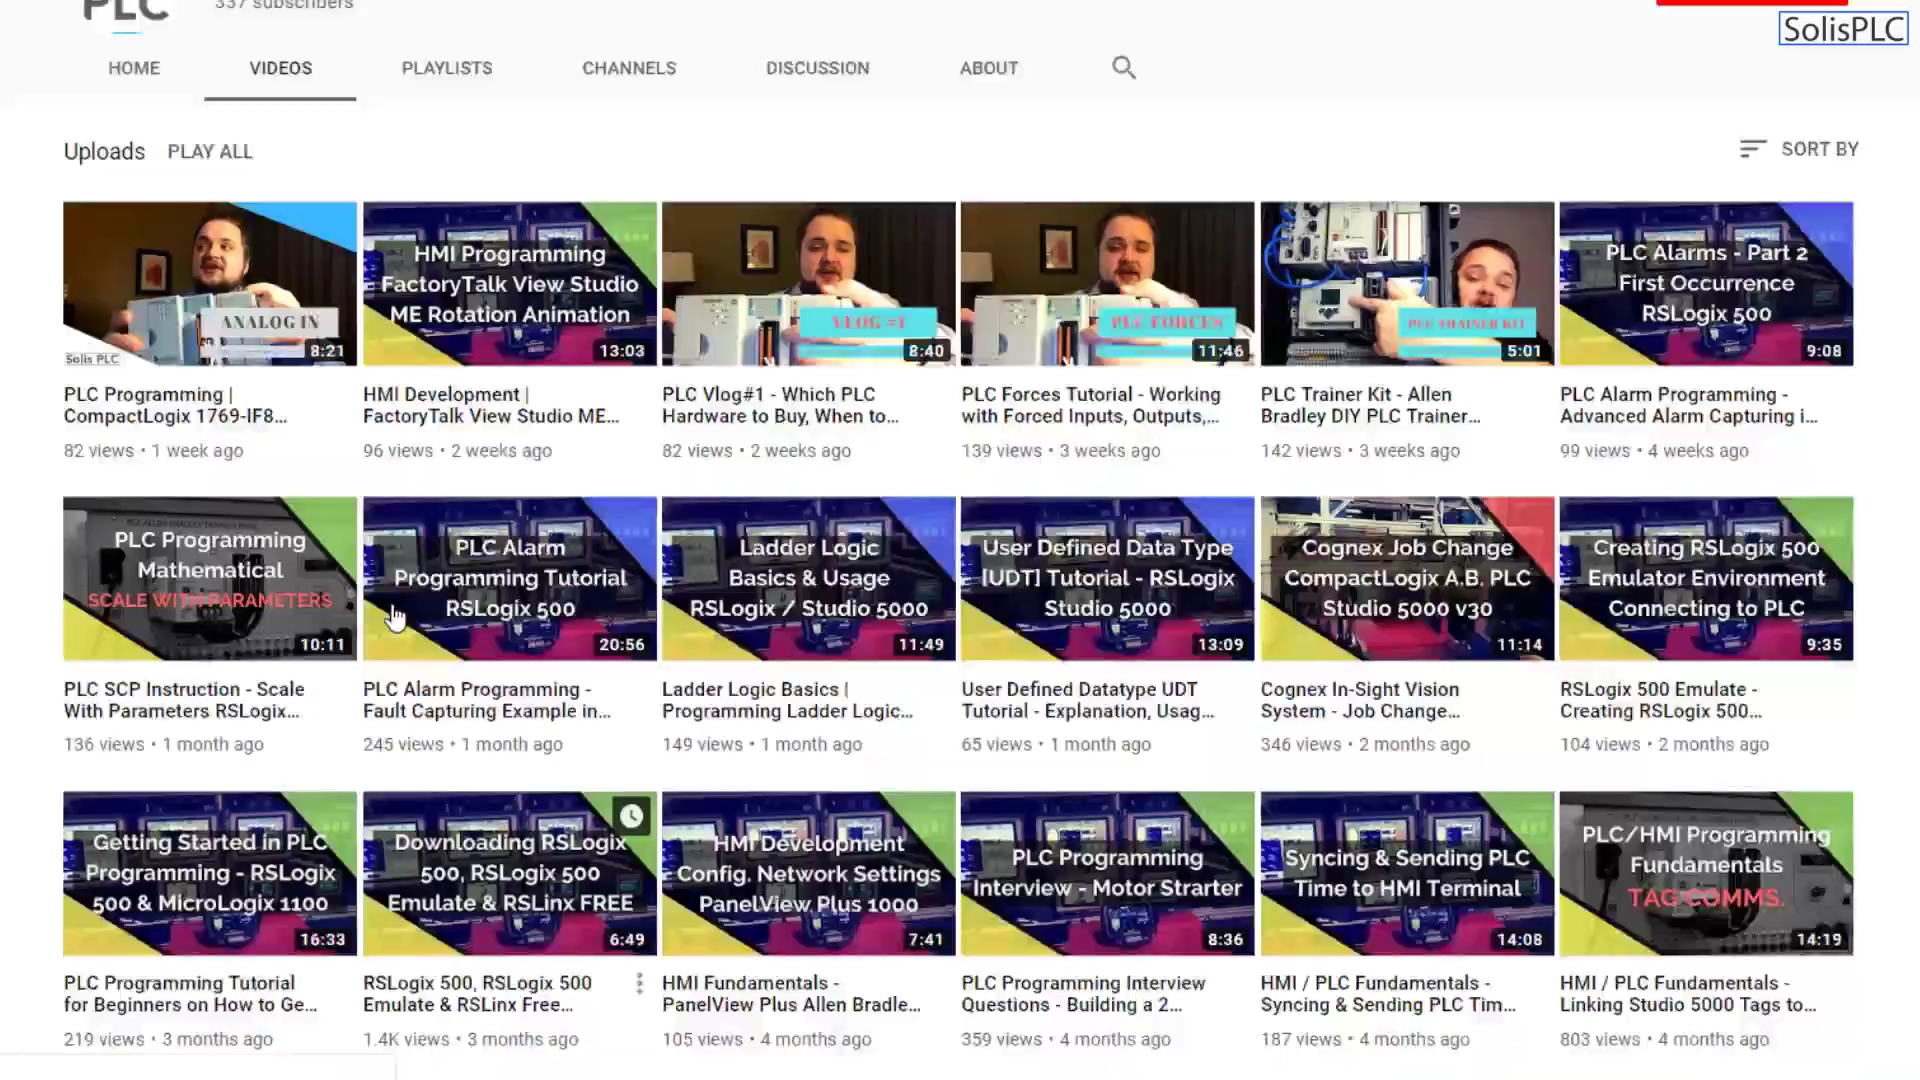 PLC
337 subscribers
SolisPLC
HOME
VIDEOS
PLAYLISTS
CHANNELS
DISCUSSION
ABOUT
Uploads
PLAY ALL
SORT BY
ANALOG IN
Solis PLC
8:21
HMI Programming
FactoryTalk View Studio
ME Rotation Animation
13:03
VLOG #1
8:40
PLC FORCES
11:46
PLC TRAINER KIT
5:01
PLC Alarms - Part 2
First Occurrence
RSLogix 500
9:08
PLC Programming |
CompactLogix 1769-IF8...
82 views • 1 week ago
HMI Development |
FactoryTalk View Studio ME...
96 views • 2 weeks ago
PLC Vlog#1 - Which PLC
Hardware to Buy, When to...
82 views • 2 weeks ago
PLC Forces Tutorial - Working
with Forced Inputs, Outputs,...
139 views • 3 weeks ago
PLC Trainer Kit - Allen
Bradley DIY PLC Trainer...
142 views • 3 weeks ago
PLC Alarm Programming -
Advanced Alarm Capturing i...
99 views • 4 weeks ago
PLC Programming
Mathematical
SCALE WITH PARAMETERS
10:11
PLC Alarm
Programming Tutorial
RSLogix 500
20:56
Ladder Logic
Basics & Usage
RSLogix / Studio 5000
11:49
User Defined Data Type
[UDT] Tutorial - RSLogix
Studio 5000
13:09
Cognex Job Change
CompactLogix A.B. PLC
Studio 5000 v30
11:14
Creating RSLogix 500
Emulator Environment
Connecting to PLC
9:35
PLC SCP Instruction - Scale
With Parameters RSLogix...
136 views • 1 month ago
PLC Alarm Programming -
Fault Capturing Example in...
245 views • 1 month ago
Ladder Logic Basics |
Programming Ladder Logic...
149 views • 1 month ago
User Defined Datatype UDT
Tutorial - Explanation, Usag...
65 views • 1 month ago
Cognex In-Sight Vision
System - Job Change...
346 views • 2 months ago
RSLogix 500 Emulate -
Creating RSLogix 500...
104 views • 2 months ago
Getting Started in PLC
Programming - RSLogix
500 & MicroLogix 1100
16:33
Downloading RSLogix
500, RSLogix 500
Emulate & RSLinx FREE
6:49
HMI Development
Config. Network Settings
PanelView Plus 1000
7:41
PLC Programming
Interview - Motor Strarter
8:36
Syncing & Sending PLC
Time to HMI Terminal
14:08
PLC/HMI Programming
Fundamentals
TAG COMMS.
14:19
PLC Programming Tutorial
for Beginners on How to Ge...
219 views • 3 months ago
RSLogix 500, RSLogix 500
Emulate & RSLinx Free...
1.4K views • 3 months ago
HMI Fundamentals -
PanelView Plus Allen Bradle...
105 views • 4 months ago
PLC Programming Interview
Questions - Building a 2...
359 views • 4 months ago
HMI / PLC Fundamentals -
Syncing & Sending PLC Tim...
187 views • 4 months ago
HMI / PLC Fundamentals -
Linking Studio 5000 Tags to...
803 views • 4 months ago